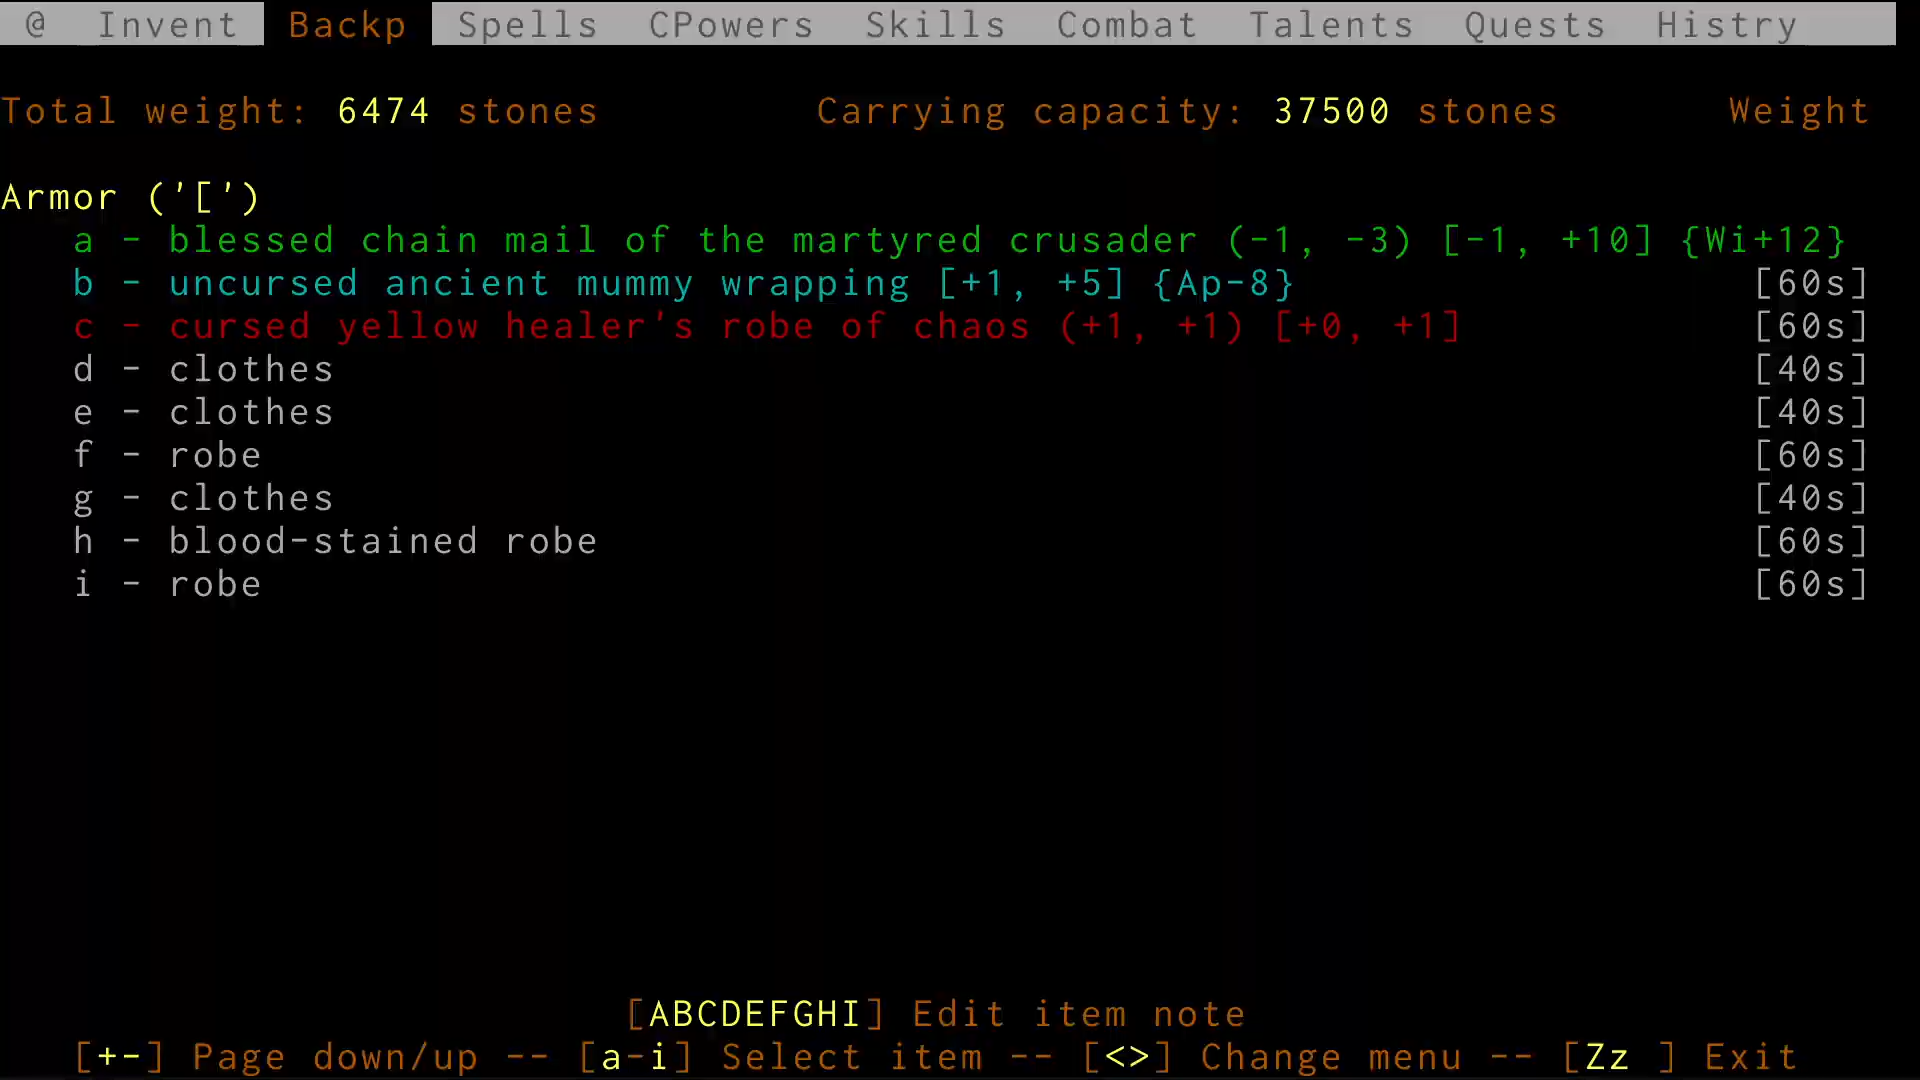 @ Invent Backp Spells CPowers Skills Combat Talents Quests Histry
Total weight: 6474 stones Carrying capacity: 37500 stones Weight
Armor ('[')
a - blessed chain mail of the martyred crusader (-1, -3) [-1, +10] {Wi+12}
b - uncursed ancient mummy wrapping [+1, +5] {Ap-8} [60s]
c - cursed yellow healer's robe of chaos (+1, +1) [+0, +1] [60s]
d - clothes [40s]
e - clothes [40s]
f - robe [60s]
g - clothes [40s]
h - blood-stained robe [60s]
i - robe [60s]
[ABCDEFGHI] Edit item note
[+-] Page down/up -- [a-i] Select item -- [<>] Change menu -- [Zz ] Exit